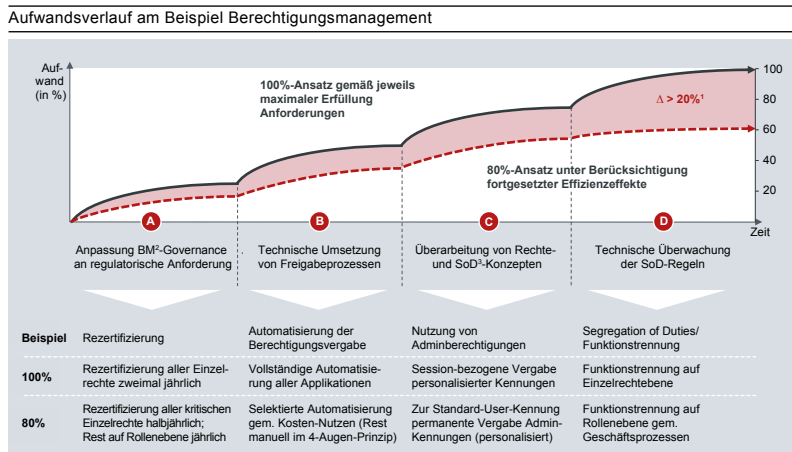 Aufwandsverlauf am Beispiel Berechtigungsmanagement
Auf-
wand
(in %)
100%-Ansatz gemäß jeweils
maximaler Erfüllung
Anforderungen
Δ > 20%¹
80%-Ansatz unter Berücksichtigung
fortgesetzter Effizienzeffekte
100
80
60
40
20
Zeit
A
B
C
D
Anpassung BM²-Governance
an regulatorische Anforderung
Technische Umsetzung
von Freigabeprozessen
Überarbeitung von Rechte-
und SoD³-Konzepten
Technische Überwachung
der SoD-Regeln
Beispiel
Rezertifizierung
Automatisierung der
Berechtigungsvergabe
Nutzung von
Adminberechtigungen
Segregation of Duties/
Funktionstrennung
100%
Rezertifizierung aller Einzel-
rechte zweimal jährlich
Vollständige Automatisie-
rung aller Applikationen
Session-bezogene Vergabe
personalisierter Kennungen
Funktionstrennung auf
Einzelrechtebene
80%
Rezertifizierung aller kritischen
Einzelrechte halbjährlich;
Rest auf Rollenebene jährlich
Selektierte Automatisierung
gem. Kosten-Nutzen (Rest
manuell im 4-Augen-Prinzip)
Zur Standard-User-Kennung
permanente Vergabe Admin-
Kennungen (personalisiert)
Funktionstrennung auf
Rollenebene gem.
Geschäftsprozessen